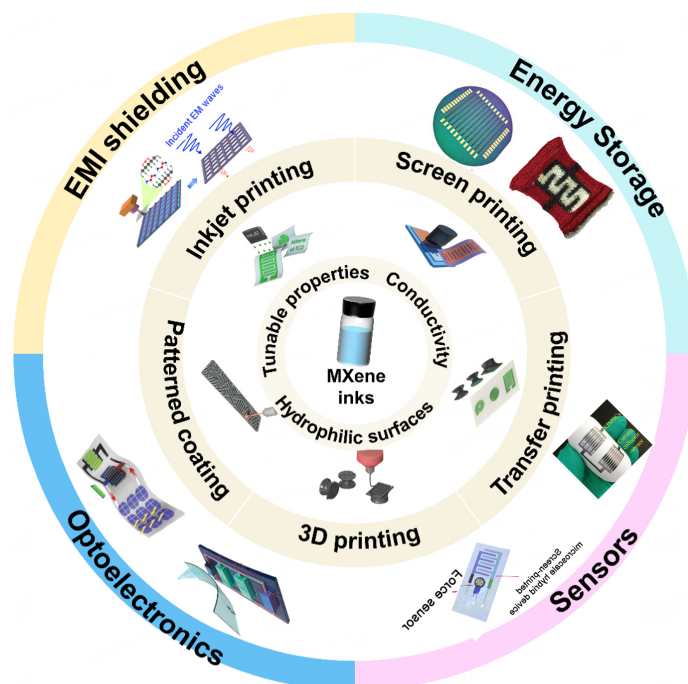 EMI shielding
Energy Storage
Incident EM waves
Inkjet printing
Screen printing
Tunable properties
Conductivity
MXene
inks
Hydrophilic surfaces
Patterned coating
Transfer printing
3D printing
Optoelectronics
Sensors
Force sensor
Screen-printed
microscale hybrid device